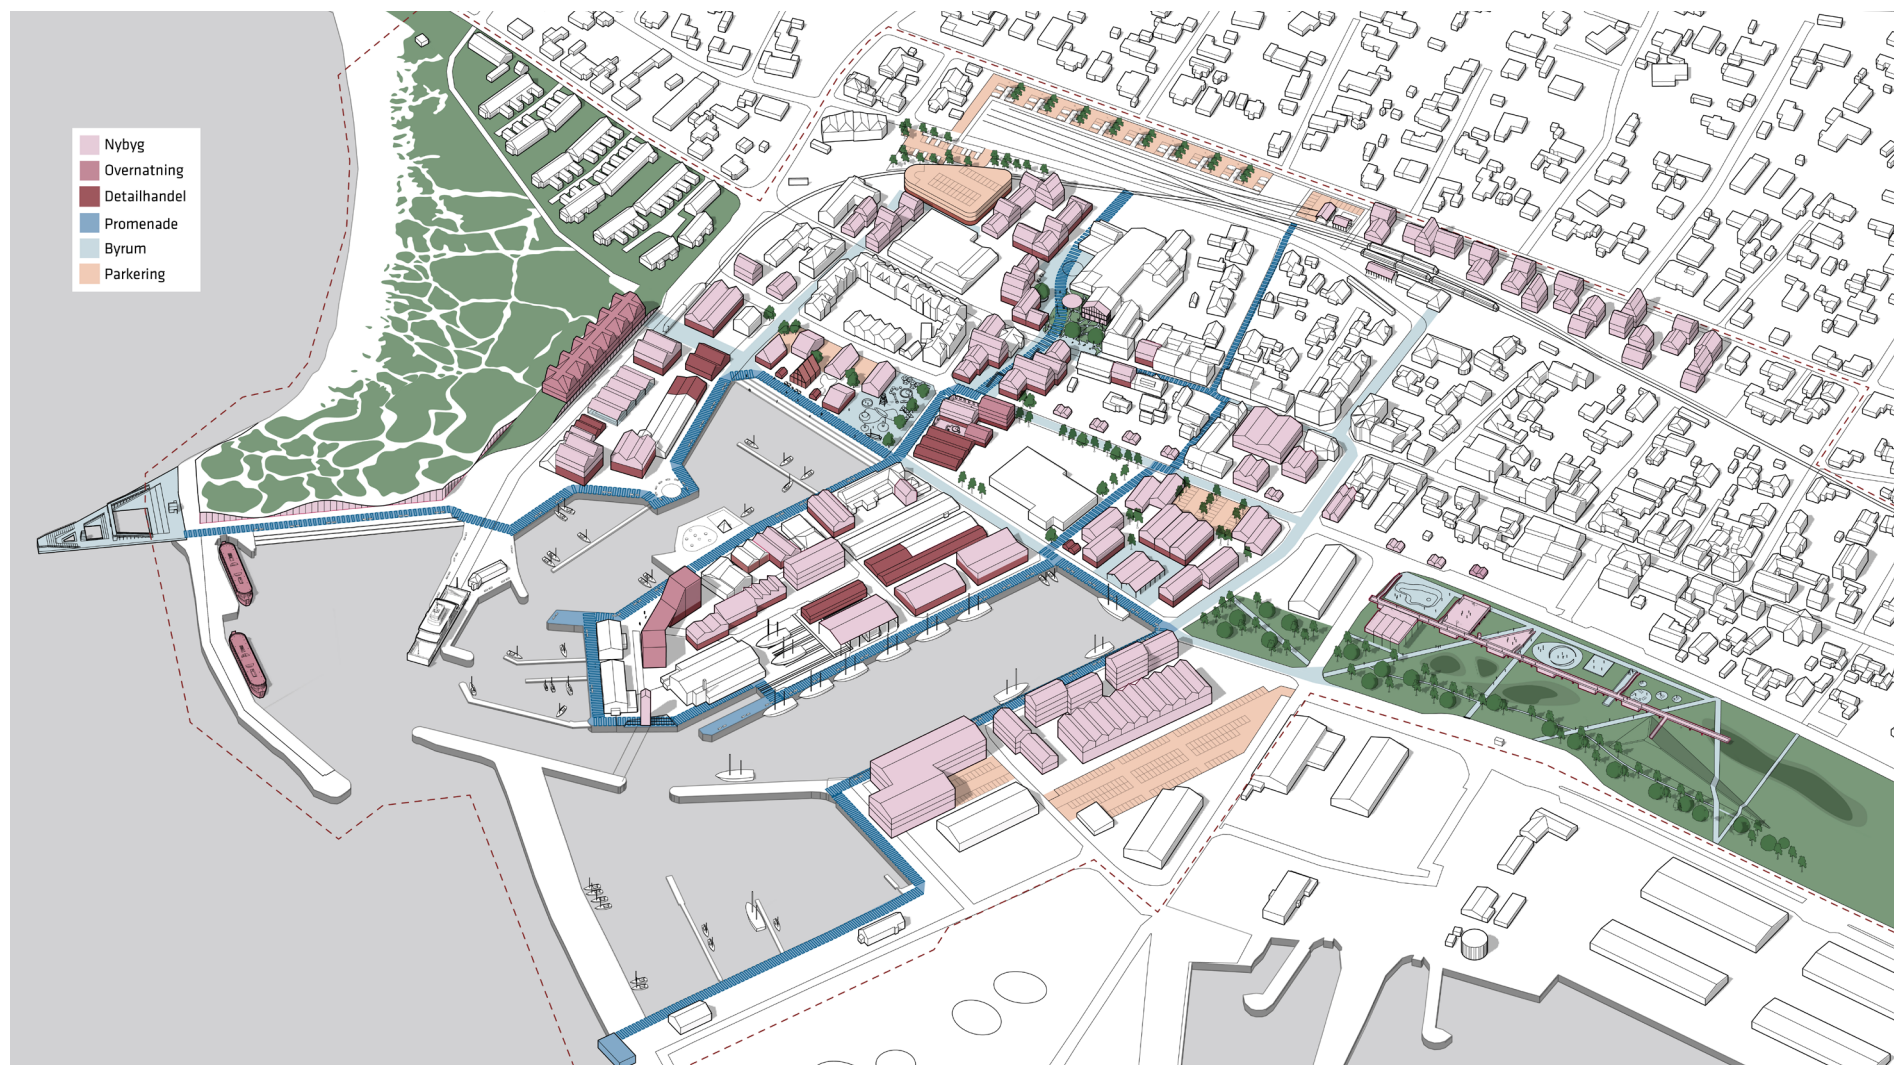 Nybyg
Overnatning
Detailhandel
Promenade
Byrum
Parkering